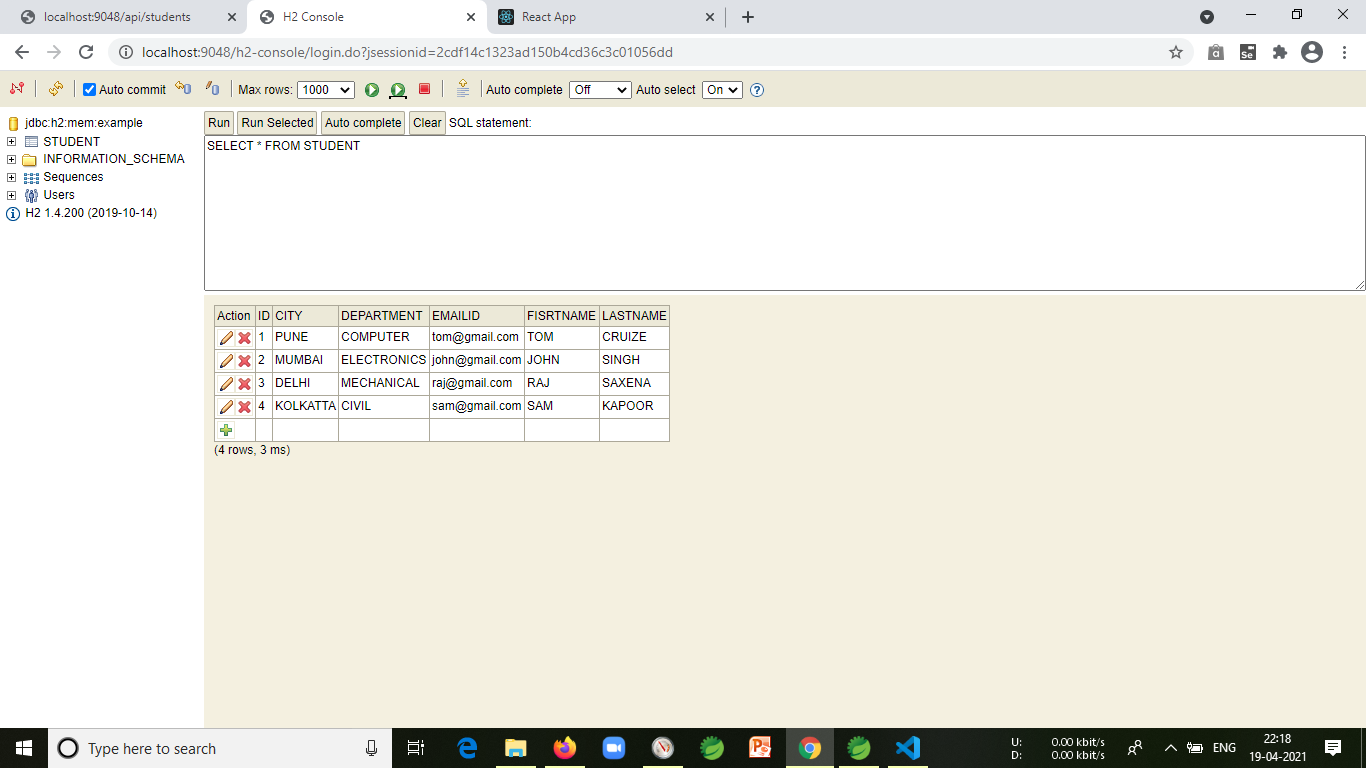 localhost:9048/api/students
H2 Console
React App
localhost:9048/h2-console/login.do?jsessionid=2cdf14c1323ad150b4cd36c3c01056dd
Auto commit Max rows: 1000 Auto complete Off Auto select On
jdbc:h2:mem:example
STUDENT
INFORMATION_SCHEMA
Sequences
Users
H2 1.4.200 (2019-10-14)
Run Run Selected Auto complete Clear SQL statement:
SELECT * FROM STUDENT
Action ID CITY DEPARTMENT EMAILID FISRTNAME LASTNAME
1 PUNE COMPUTER tom@gmail.com TOM CRUIZE
2 MUMBAI ELECTRONICS john@gmail.com JOHN SINGH
3 DELHI MECHANICAL raj@gmail.com RAJ SAXENA
4 KOLKATTA CIVIL sam@gmail.com SAM KAPOOR
(4 rows, 3 ms)
Type here to search
U: 0.00 kbit/s
D: 0.00 kbit/s
ENG
22:18
19-04-2021